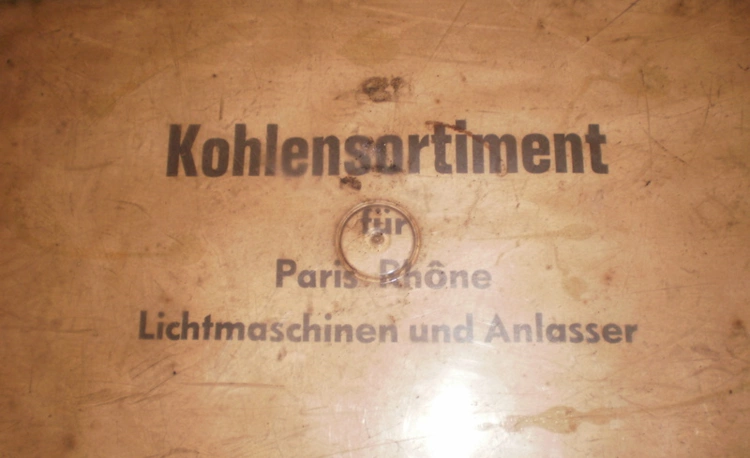 Kohlensortiment
für
Paris Rhône
Lichtmaschinen und Anlasser